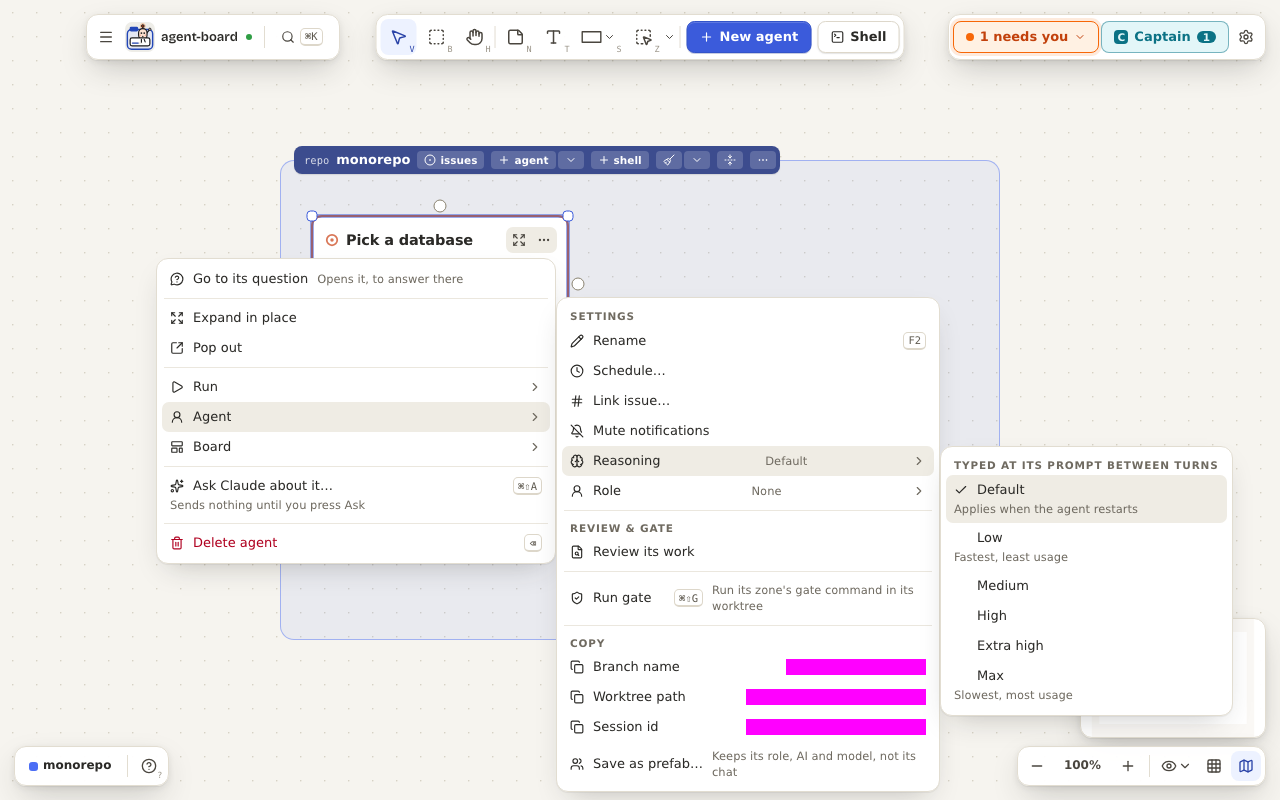 agent-board
⌘K
V
B
H
N
T
S
Z
New agent
Shell
1 needs you
C Captain 1
repo monorepo issues agent shell
Pick a database
Go to its question Opens it, to answer there
Expand in place
Pop out
Run
Agent
Board
Ask Claude about it… ⌘⇧A
Sends nothing until you press Ask
Delete agent ⌫
SETTINGS
Rename F2
Schedule…
Link issue…
Mute notifications
Reasoning Default
Role None
REVIEW & GATE
Review its work
Run gate ⌘⇧G Run its zone's gate command in its
worktree
COPY
Branch name
Worktree path
Session id
Save as prefab… Keeps its role, AI and model, not its
chat
TYPED AT ITS PROMPT BETWEEN TURNS
Default
Applies when the agent restarts
Low
Fastest, least usage
Medium
High
Extra high
Max
Slowest, most usage
monorepo
?
100%